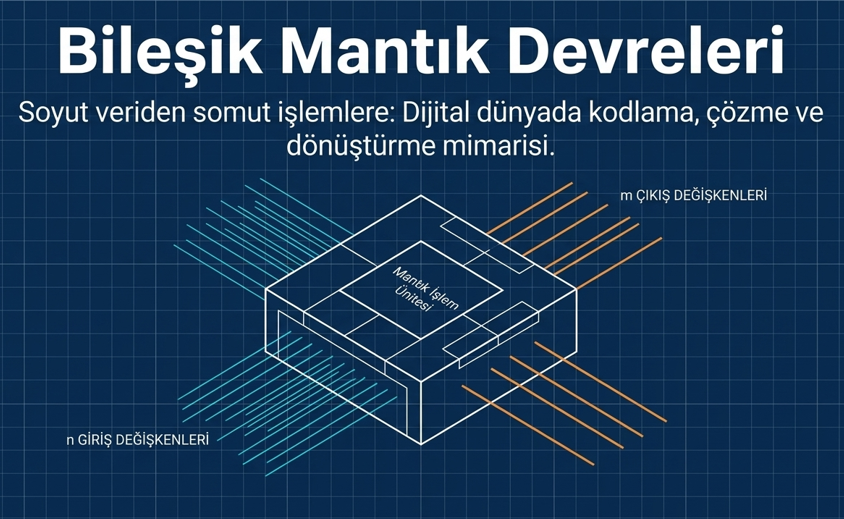 Bileşik Mantık Devreleri
Soyut veriden somut işlemlere: Dijital dünyada kodlama, çözme ve
dönüştürme mimarisi.
m ÇIKIŞ DEĞİŞKENLERİ
Mantık İşlem
Ünitesi
n GİRİŞ DEĞİŞKENLERİ